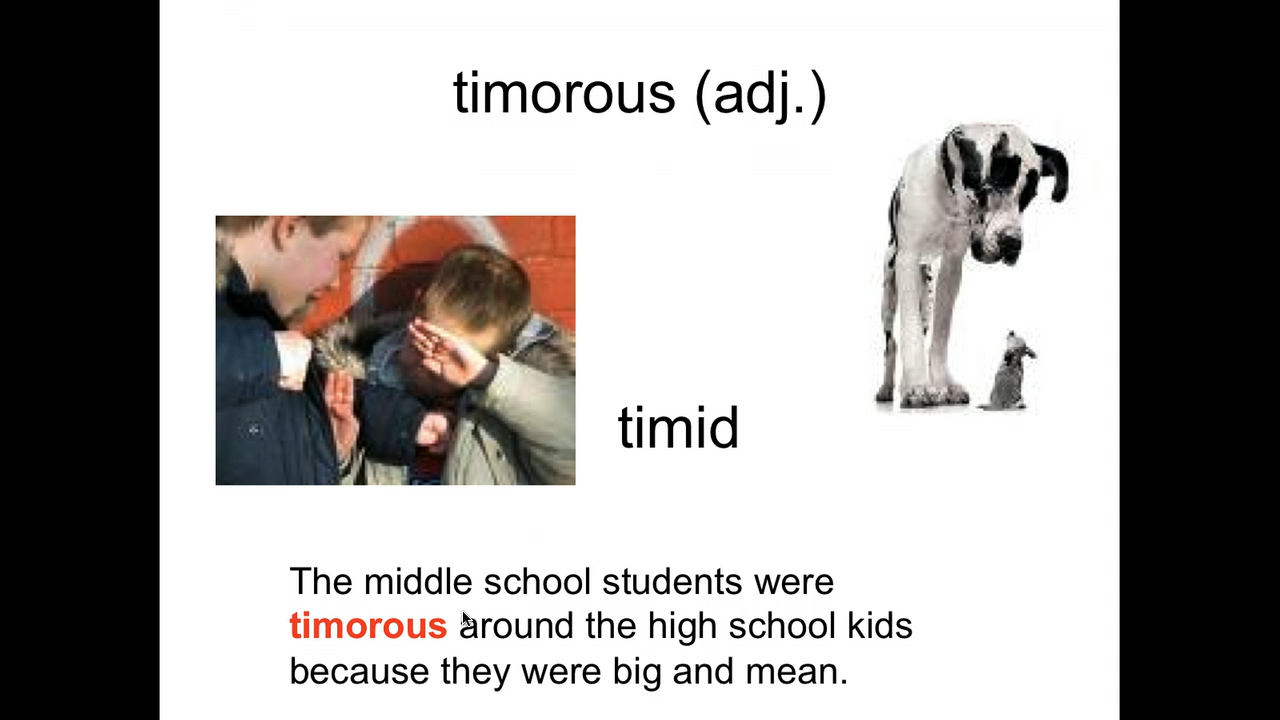 timorous (adj.)
timid
The middle school students were
timorous around the high school kids
because they were big and mean.